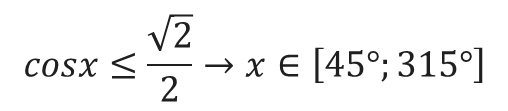 cosx ≤ √2/2 → x ∈ [45°; 315°]